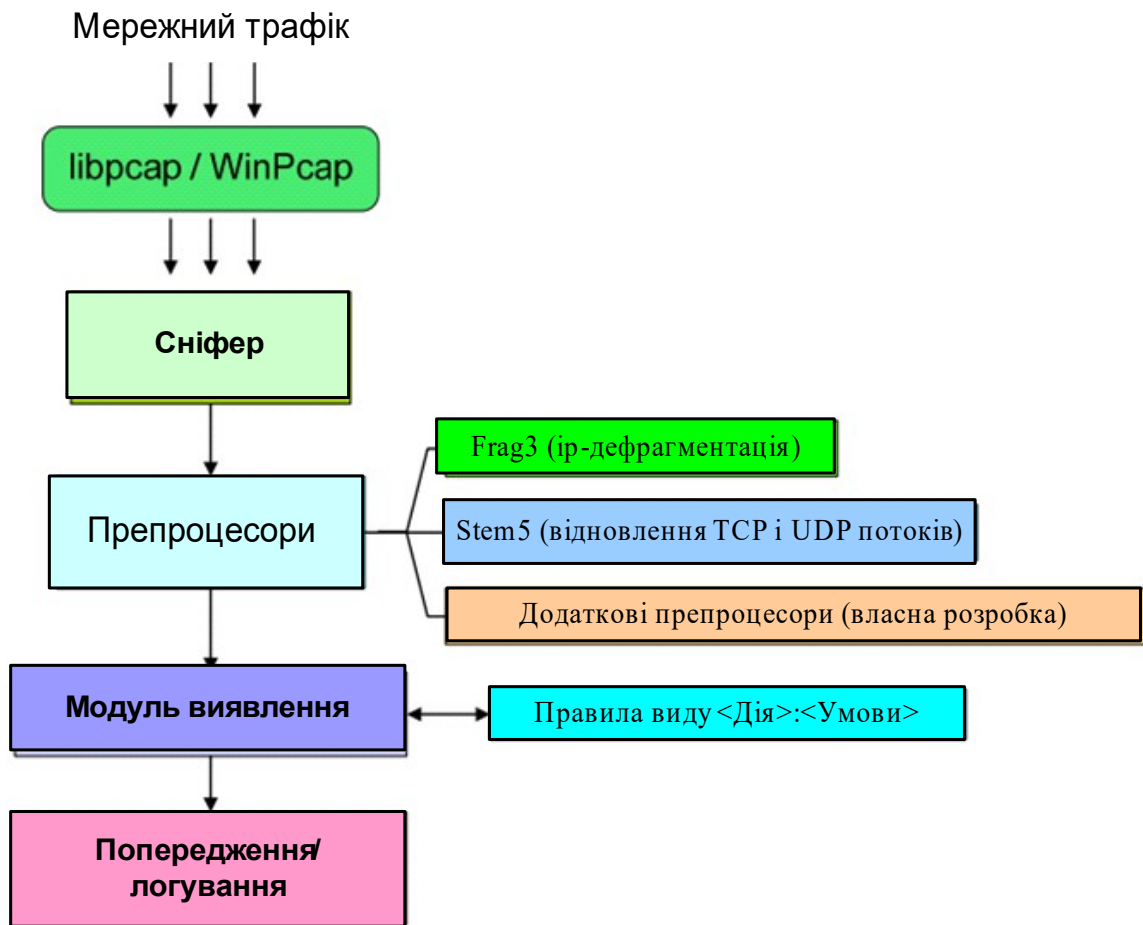 Мережний трафік
libpcap / WinPcap
Сніфер
Frag3 (ір-дефрагментація)
Препроцесори
Stem5 (відновлення TCP і UDP потоків)
Додаткові препроцесори (власна розробка)
Модуль виявлення
Правила виду <Дія>:<Умови>
Попередження/
логування